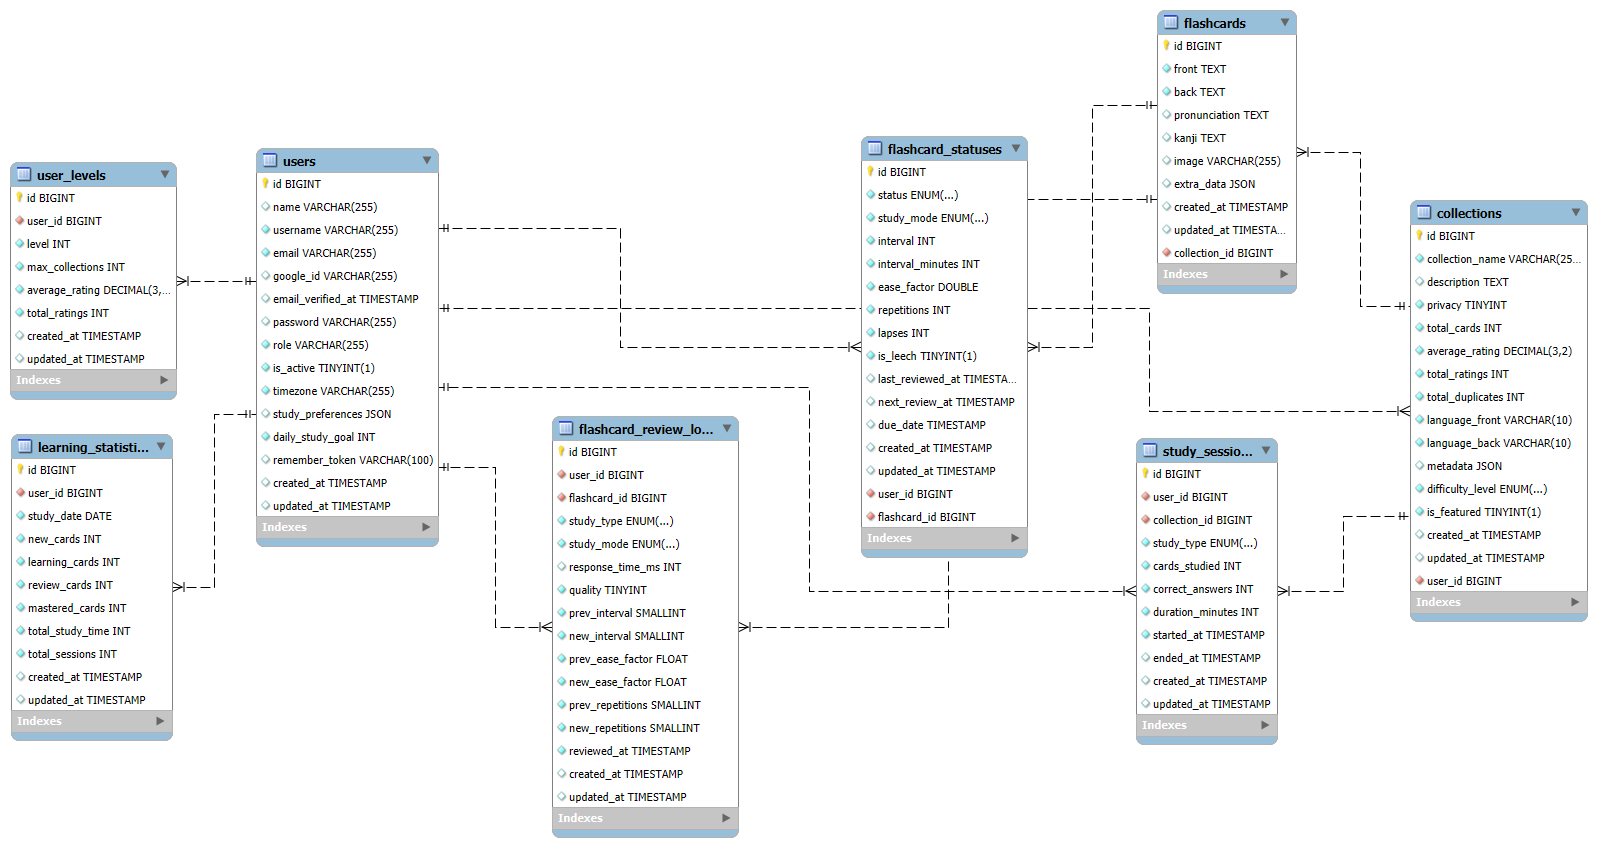 user_levels
id BIGINT
user_id BIGINT
level INT
max_collections INT
average_rating DECIMAL(3,...
total_ratings INT
created_at TIMESTAMP
updated_at TIMESTAMP
Indexes
learning_statisti...
id BIGINT
user_id BIGINT
study_date DATE
new_cards INT
learning_cards INT
review_cards INT
mastered_cards INT
total_study_time INT
total_sessions INT
created_at TIMESTAMP
updated_at TIMESTAMP
Indexes
users
id BIGINT
name VARCHAR(255)
username VARCHAR(255)
email VARCHAR(255)
google_id VARCHAR(255)
email_verified_at TIMESTAMP
password VARCHAR(255)
role VARCHAR(255)
is_active TINYINT(1)
timezone VARCHAR(255)
study_preferences JSON
daily_study_goal INT
remember_token VARCHAR(100)
created_at TIMESTAMP
updated_at TIMESTAMP
Indexes
flashcard_review_lo...
id BIGINT
user_id BIGINT
flashcard_id BIGINT
study_type ENUM(...)
study_mode ENUM(...)
response_time_ms INT
quality TINYINT
prev_interval SMALLINT
new_interval SMALLINT
prev_ease_factor FLOAT
new_ease_factor FLOAT
prev_repetitions SMALLINT
new_repetitions SMALLINT
reviewed_at TIMESTAMP
created_at TIMESTAMP
updated_at TIMESTAMP
Indexes
flashcard_statuses
id BIGINT
status ENUM(...)
study_mode ENUM(...)
interval INT
interval_minutes INT
ease_factor DOUBLE
repetitions INT
lapses INT
is_leech TINYINT(1)
last_reviewed_at TIMESTA...
next_review_at TIMESTAMP
due_date TIMESTAMP
created_at TIMESTAMP
updated_at TIMESTAMP
user_id BIGINT
flashcard_id BIGINT
Indexes
flashcards
id BIGINT
front TEXT
back TEXT
pronunciation TEXT
kanji TEXT
image VARCHAR(255)
extra_data JSON
created_at TIMESTAMP
updated_at TIMESTA...
collection_id BIGINT
Indexes
study_sessio...
id BIGINT
user_id BIGINT
collection_id BIGINT
study_type ENUM(...)
cards_studied INT
correct_answers INT
duration_minutes INT
started_at TIMESTAMP
ended_at TIMESTAMP
created_at TIMESTAMP
updated_at TIMESTAMP
Indexes
collections
id BIGINT
collection_name VARCHAR(25...
description TEXT
privacy TINYINT
total_cards INT
average_rating DECIMAL(3,2)
total_ratings INT
total_duplicates INT
language_front VARCHAR(10)
language_back VARCHAR(10)
metadata JSON
difficulty_level ENUM(...)
is_featured TINYINT(1)
created_at TIMESTAMP
updated_at TIMESTAMP
user_id BIGINT
Indexes